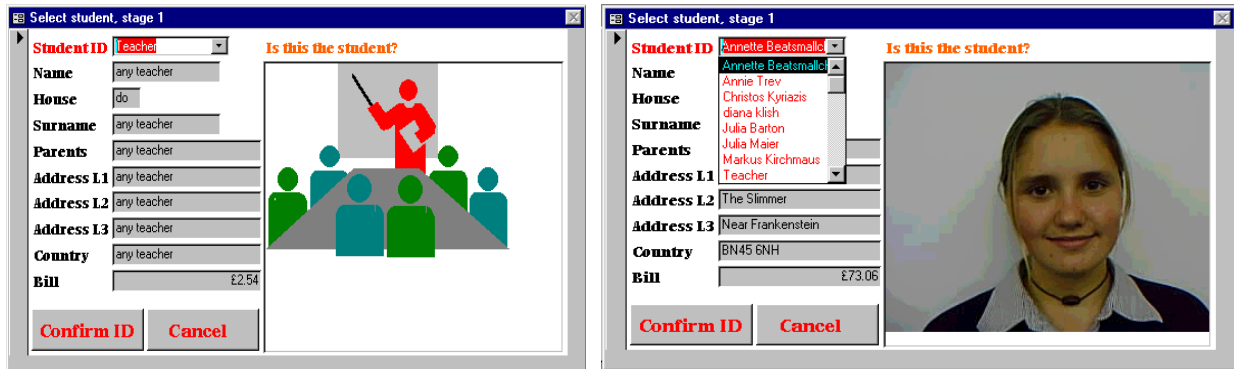 Select student, stage 1
Student ID Teacher
Is this the student?
Name any teacher
House do
Surname any teacher
Parents any teacher
Address L1 any teacher
Address L2 any teacher
Address L3 any teacher
Country any teacher
Bill £2.54
Confirm ID Cancel
Select student, stage 1
Student ID Annette Beatsmallch
Is this the student?
Annette Beatsmallch
Name
Annie Trev
House
Christos Kyriazis
diana klish
Surname
Julia Barton
Parents
Julia Maier
Markus Kirchmaus
Address L1
Teacher
Address L2 The Slimmer
Address L3 Near Frankenstein
Country BN45 6NH
Bill £73.06
Confirm ID Cancel